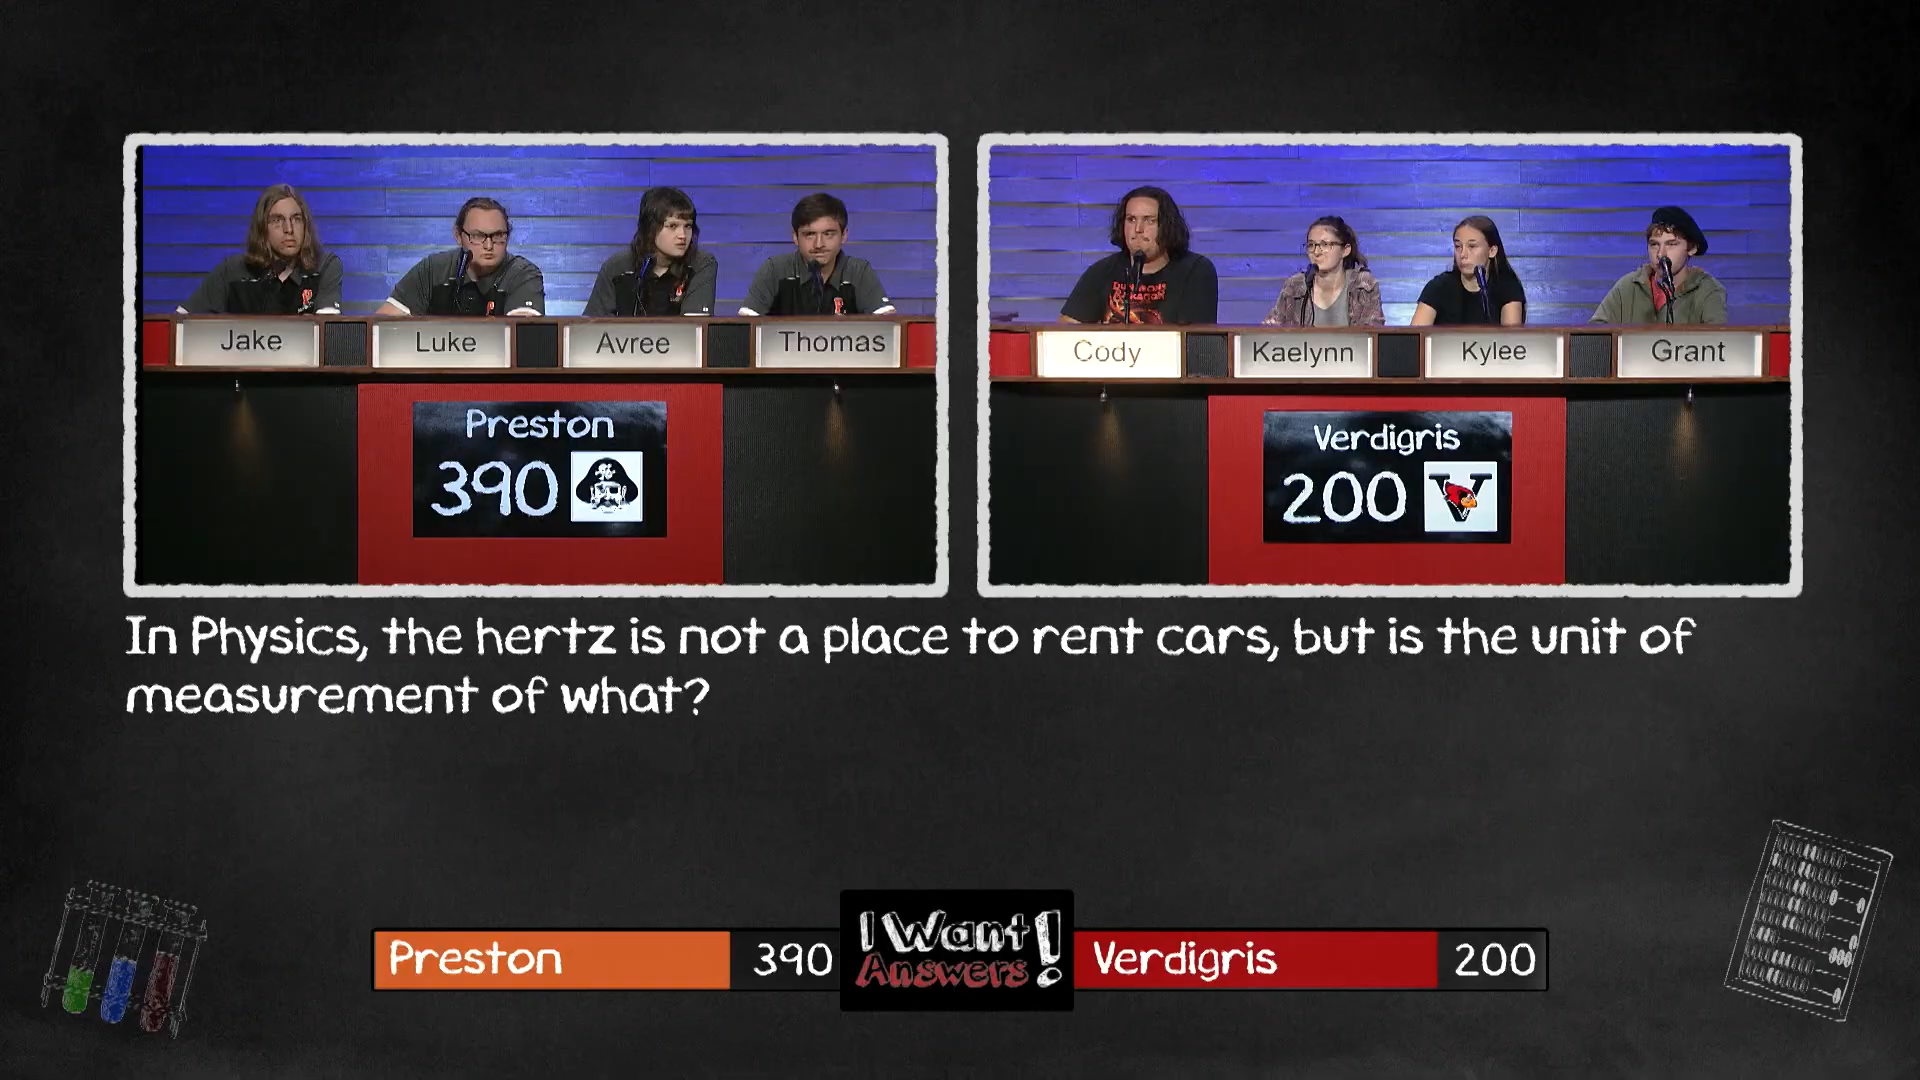 Jake Luke Avree Thomas
Cody Kaelynn Kylee Grant
Preston
390
Verdigris
200 V
In Physics, the hertz is not a place to rent cars, but is the unit of
measurement of what?
Preston 390 I Want Answers! Verdigris 200